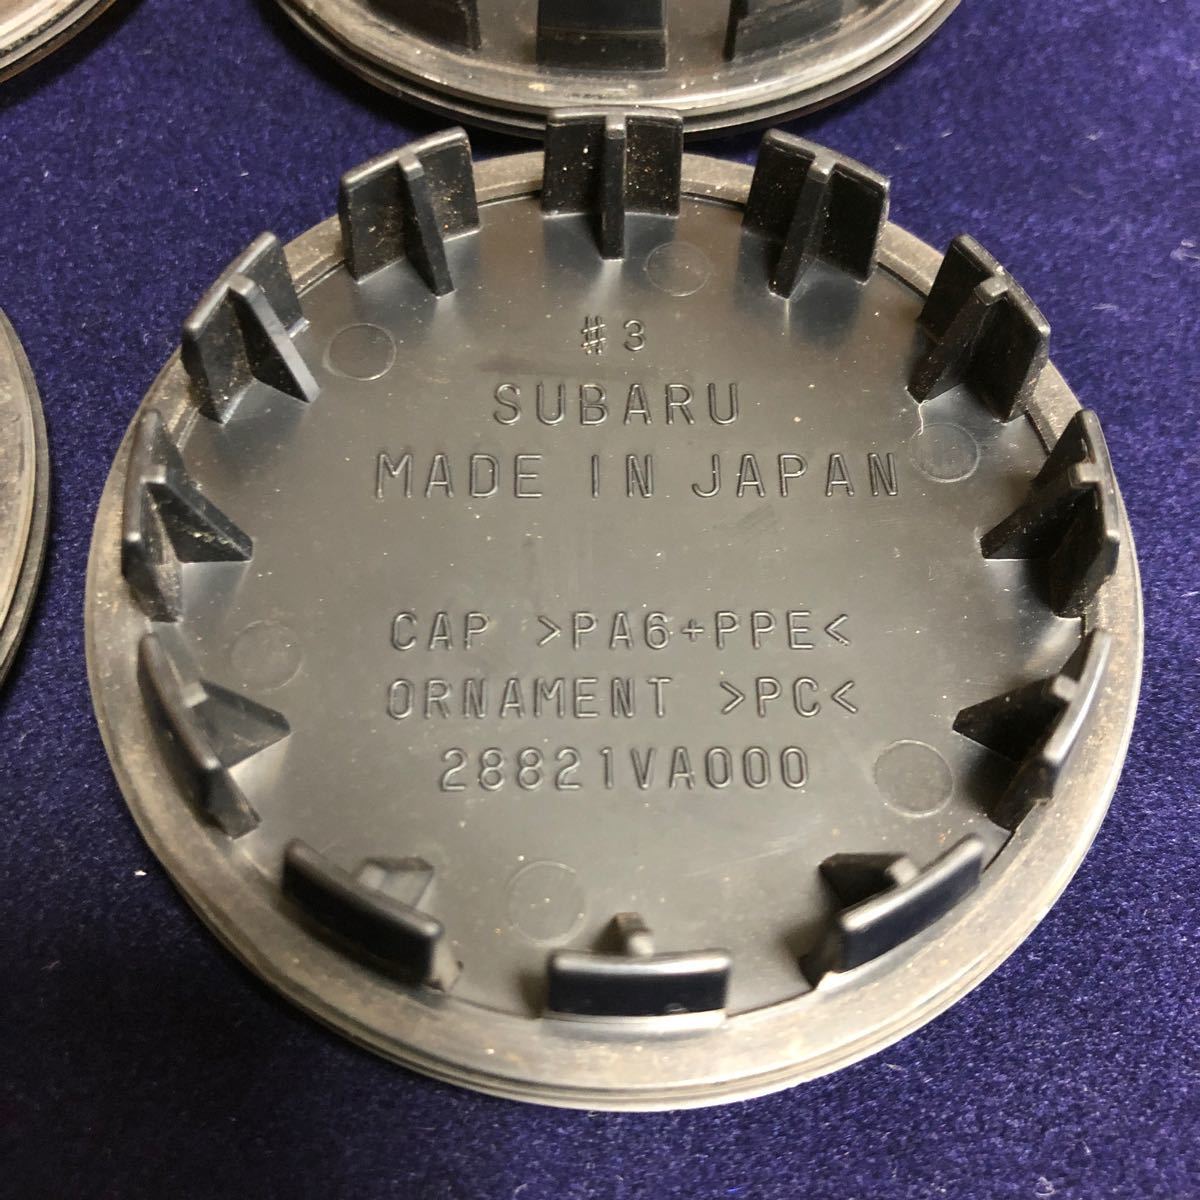 #3
SUBARU
MADE IN JAPAN
CAP >PA6+PPE<
ORNAMENT >PC<
28821VA000